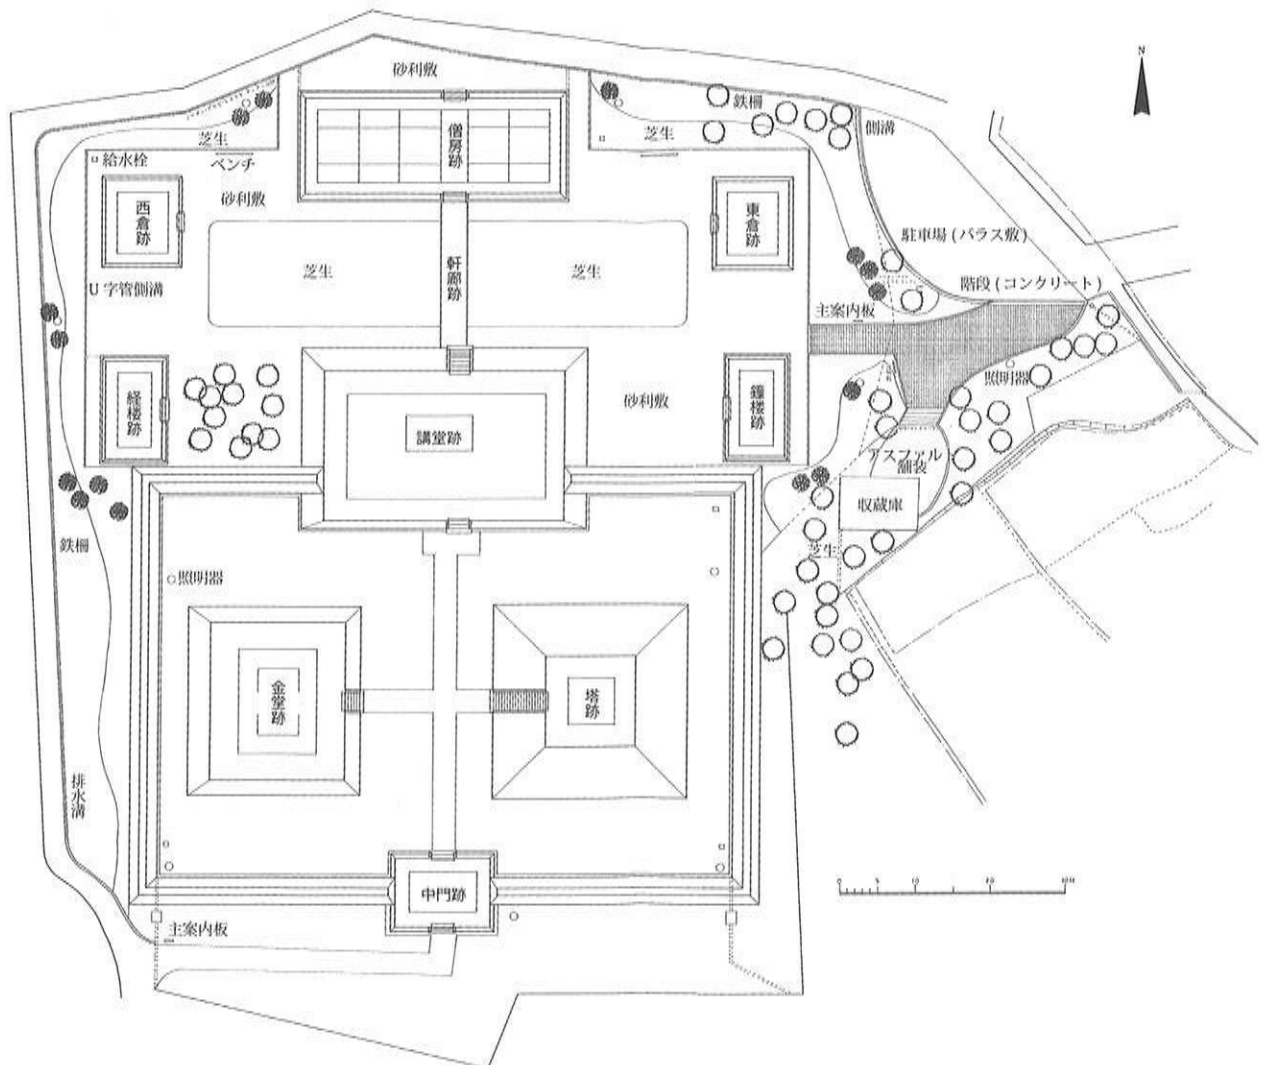 N
砂利敷
鉄柵
側溝
芝生
芝生
給水栓
ベンチ
僧房跡
砂利敷
西倉跡
東倉跡
駐車場(バラス敷)
芝生
軒廊跡
芝生
階段(コンクリート)
U字管側溝
主案内板
照明器
経楼跡
砂利敷
鐘楼跡
講堂跡
アスファル
舗装
収蔵庫
鉄柵
芝生
照明器
金堂跡
塔跡
排水溝
中門跡
主案内板
0 5 10 20